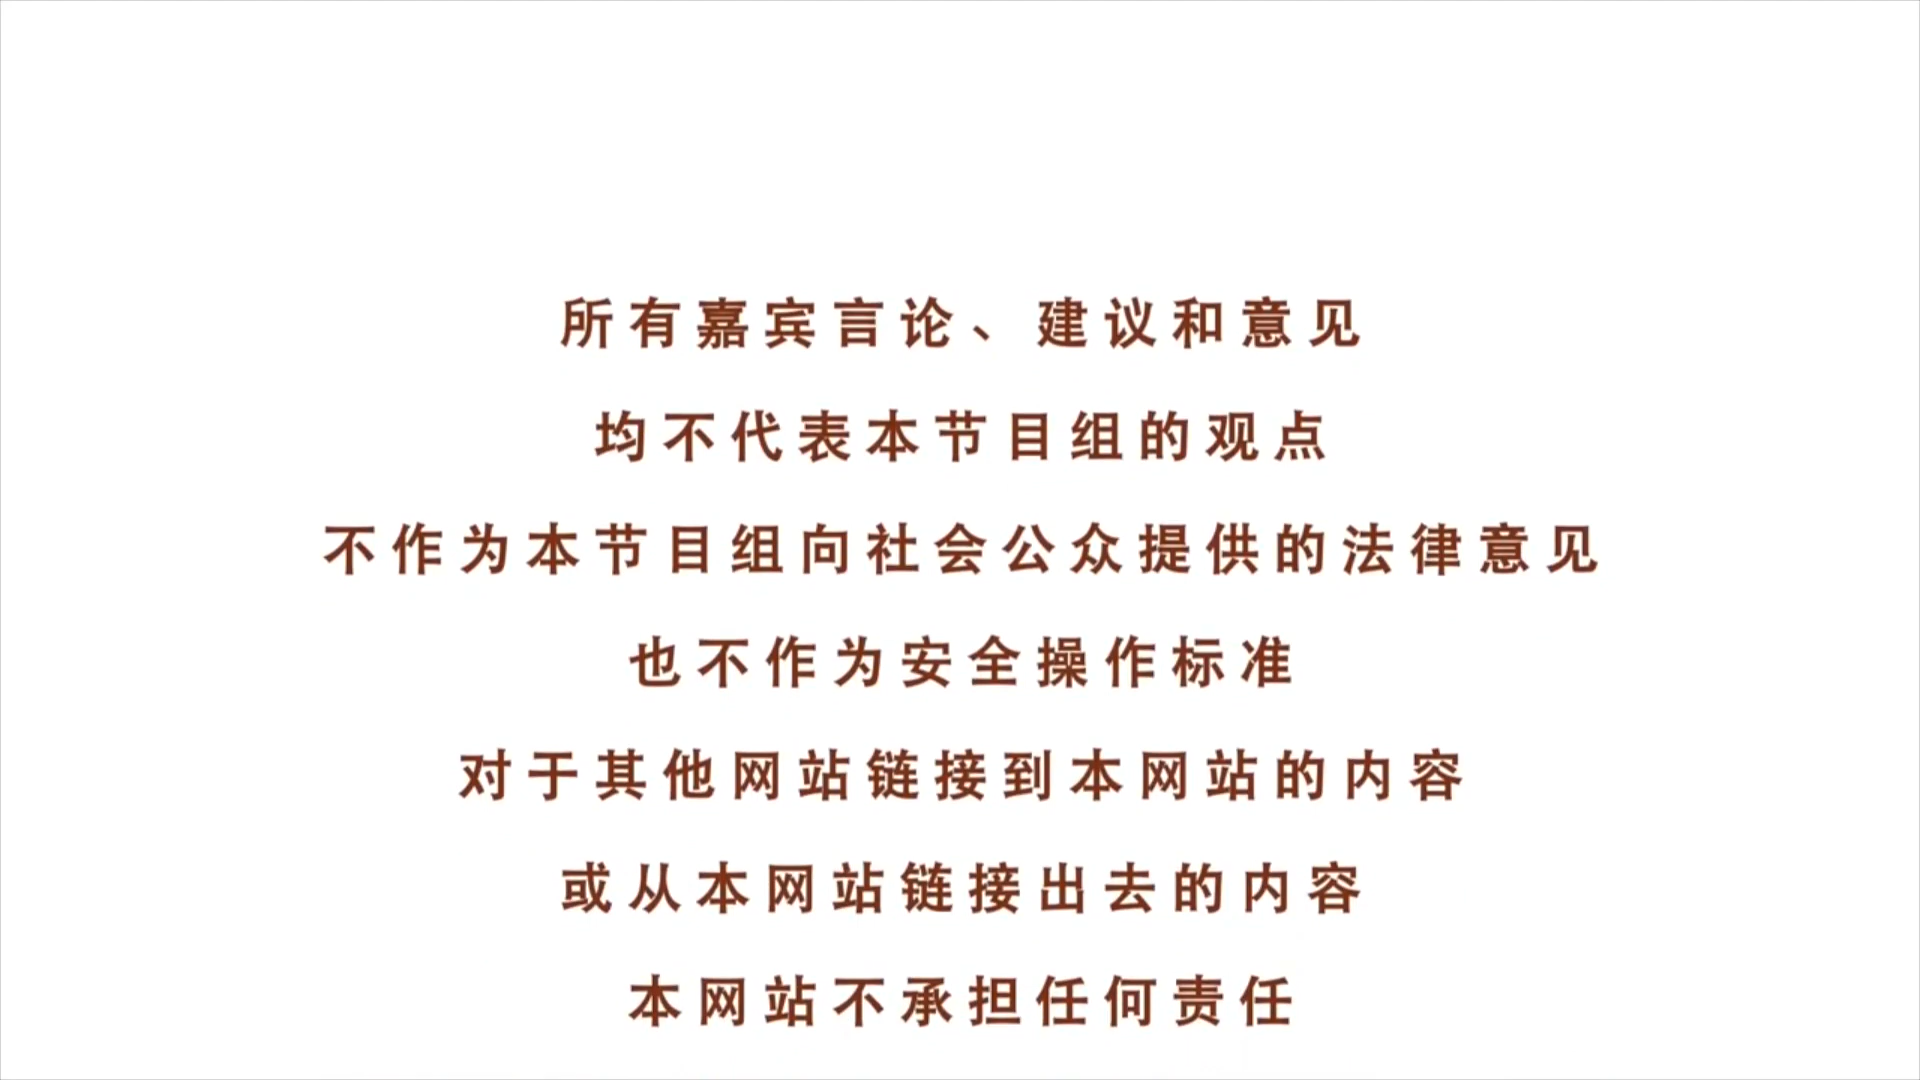 所有嘉宾言论、建议和意见
均不代表本节目组的观点
不作为本节目组向社会公众提供的法律意见
也不作为安全操作标准
对于其他网站链接到本网站的内容
或从本网站链接出去的内容
本网站不承担任何责任